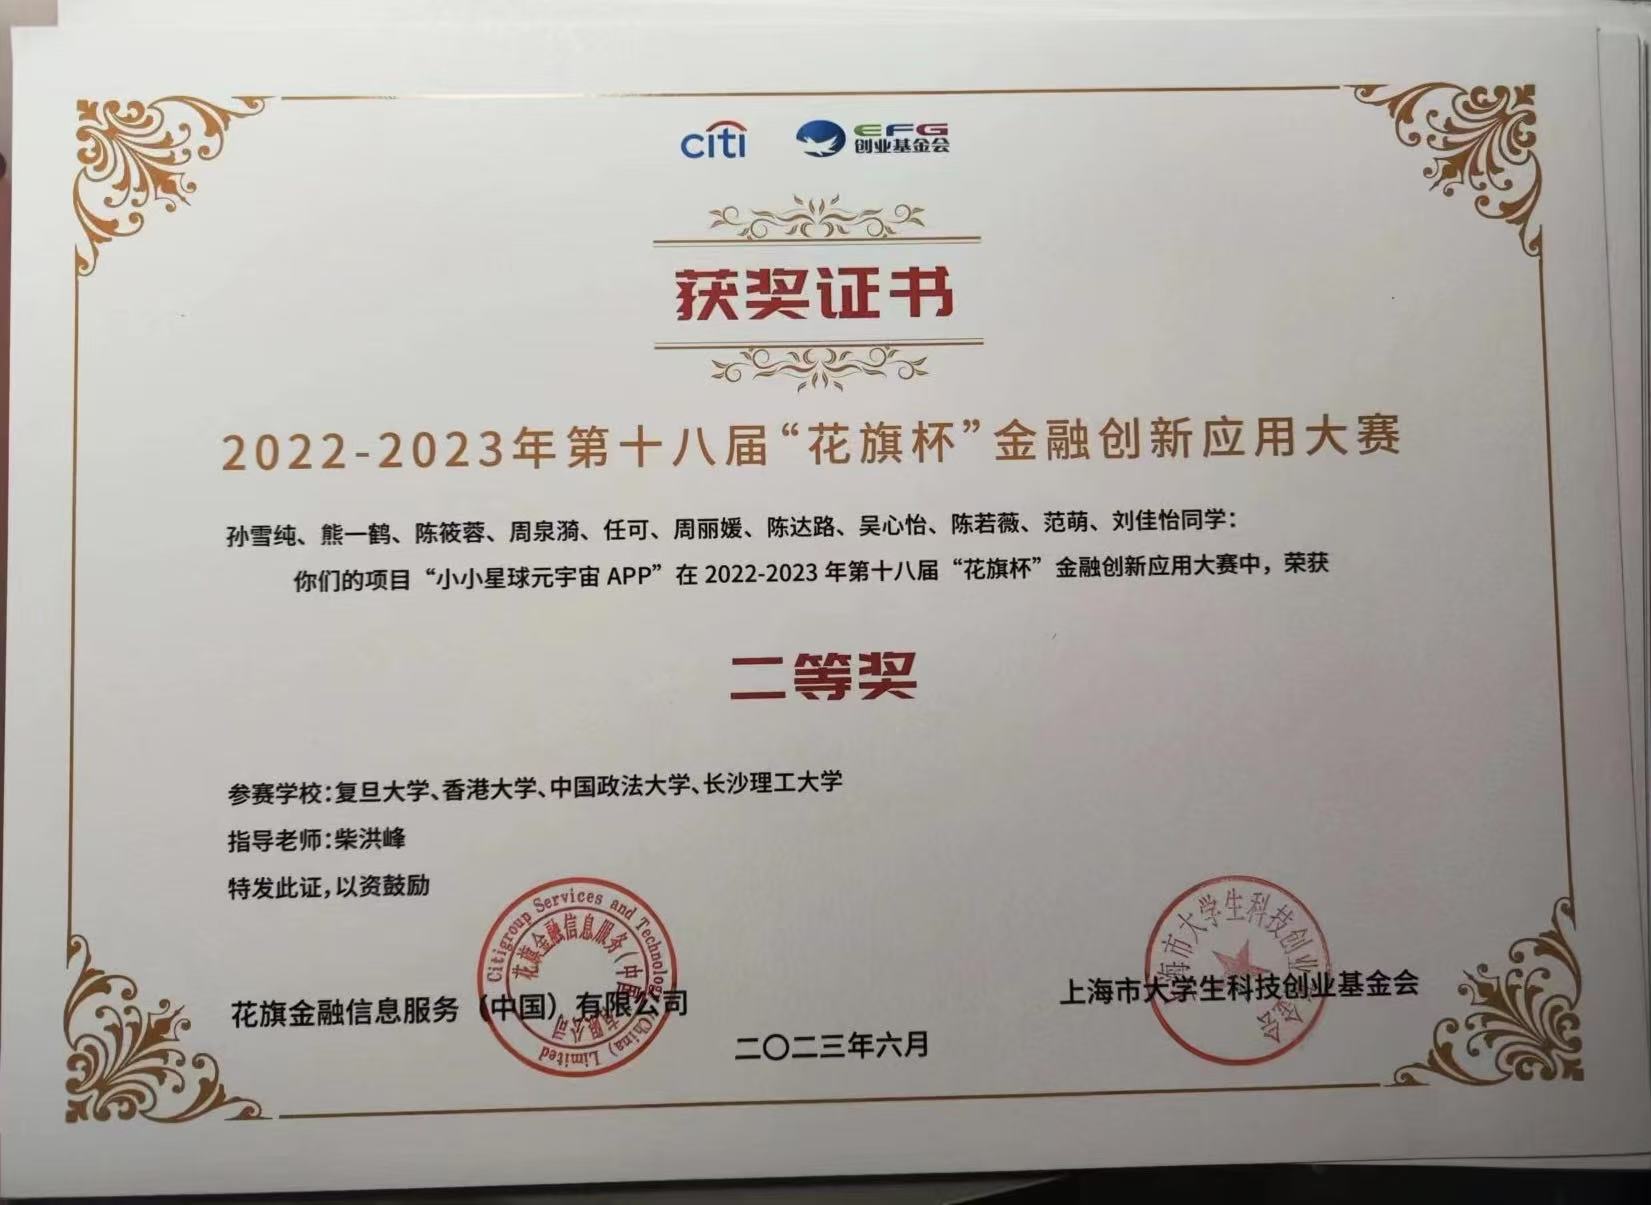 citi
EFG
创业基金会
获奖证书
2022-2023年第十八届“花旗杯”金融创新应用大赛
孙雪纯、熊一鹤、陈筱蓉、周泉漪、任可、周丽媛、陈达路、吴心怡、陈若薇、范萌、刘佳怡同学：
你们的项目“小小星球元宇宙 APP”在 2022-2023 年第十八届“花旗杯”金融创新应用大赛中，荣获
二等奖
参赛学校：复旦大学、香港大学、中国政法大学、长沙理工大学
指导老师：柴洪峰
特发此证，以资鼓励
Citigroup Services and Technology (China) Limited
花旗金融信息服务（中国）有限公司
花旗金融信息服务（中国）有限公司
上海市大学生科技创业基金会
上海市大学生科技创业基金会
二〇二三年六月